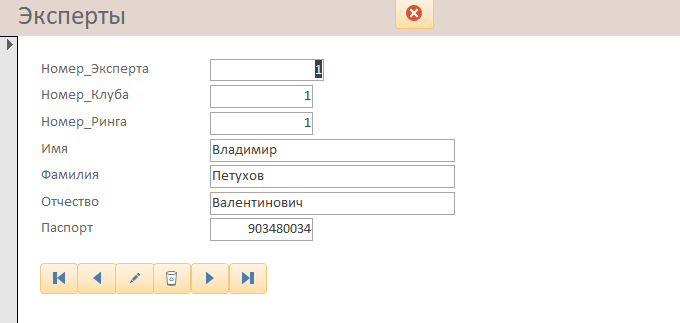 Эксперты
Номер_Эксперта 1
Номер_Клуба 1
Номер_Ринга 1
Имя Владимир
Фамилия Петухов
Отчество Валентинович
Паспорт 903480034